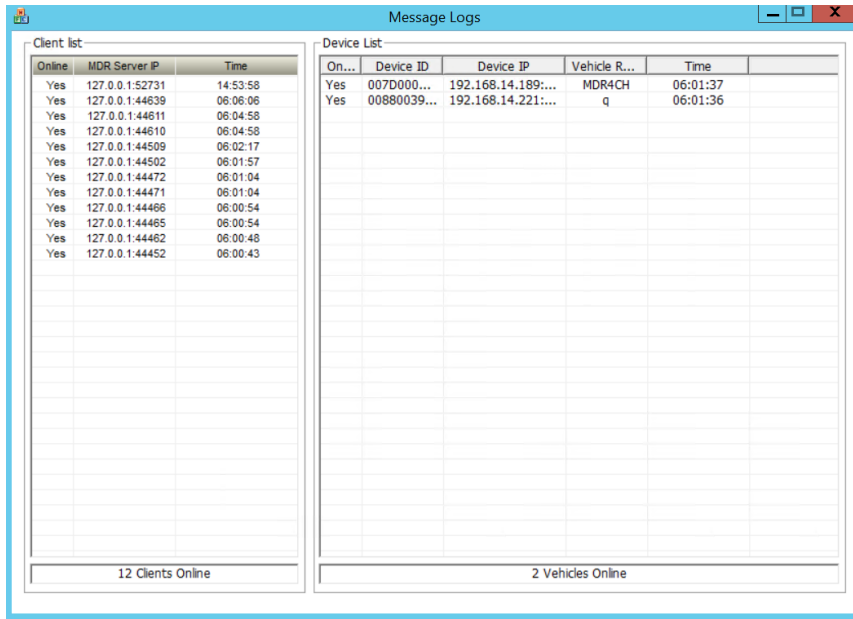 Message Logs
Client list
Online MDR Server IP Time
Yes 127.0.0.1:52731 14:53:58
Yes 127.0.0.1:44639 06:06:06
Yes 127.0.0.1:44611 06:04:58
Yes 127.0.0.1:44610 06:04:58
Yes 127.0.0.1:44509 06:02:17
Yes 127.0.0.1:44502 06:01:57
Yes 127.0.0.1:44472 06:01:04
Yes 127.0.0.1:44471 06:01:04
Yes 127.0.0.1:44466 06:00:54
Yes 127.0.0.1:44465 06:00:54
Yes 127.0.0.1:44462 06:00:48
Yes 127.0.0.1:44452 06:00:43
12 Clients Online
Device List
On... Device ID Device IP Vehicle R... Time
Yes 007D000... 192.168.14.189:... MDR4CH 06:01:37
Yes 00880039... 192.168.14.221:... q 06:01:36
2 Vehicles Online